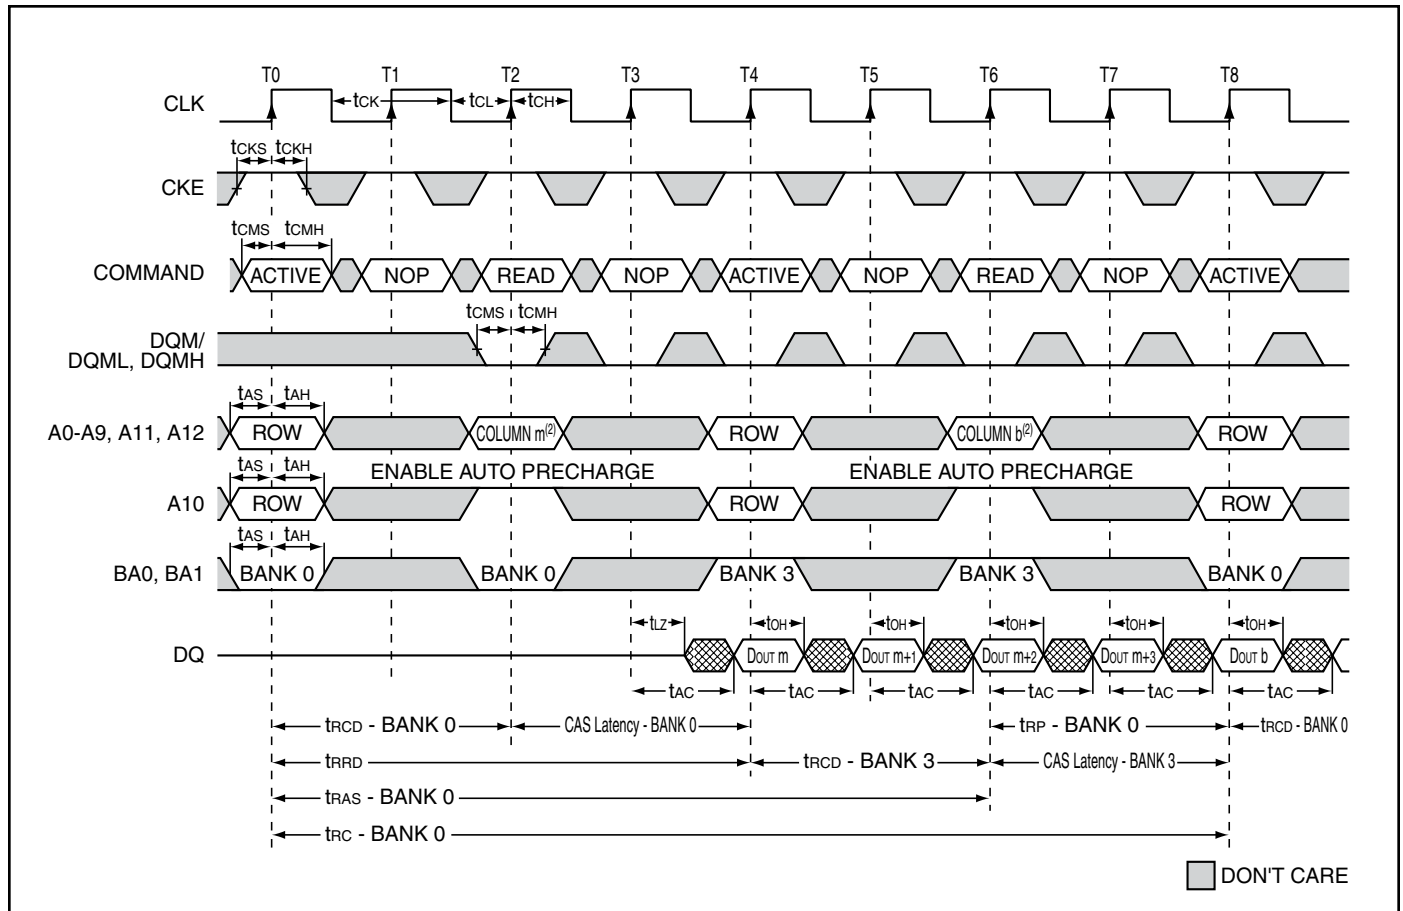 T0 T1 T2 T3 T4 T5 T6 T7 T8
CLK tCK tCL tCH
tCKS tCKH
CKE
tCMS tCMH
COMMAND ACTIVE NOP READ NOP ACTIVE NOP READ NOP ACTIVE
tCMS tCMH
DQM/
DQML, DQMH
tAS tAH
A0-A9, A11, A12 ROW COLUMN m(2) ROW COLUMN b(2) ROW
tAS tAH ENABLE AUTO PRECHARGE ENABLE AUTO PRECHARGE
A10 ROW ROW ROW
tAS tAH
BA0, BA1 BANK 0 BANK 0 BANK 3 BANK 3 BANK 0
tLZ tOH tOH tOH tOH tOH
DQ DOUT m DOUT m+1 DOUT m+2 DOUT m+3 DOUT b
tAC tAC tAC tAC tAC tAC
tRCD - BANK 0 CAS Latency - BANK 0 tRP - BANK 0 tRCD - BANK 0
tRRD tRCD - BANK 3 CAS Latency - BANK 3
tRAS - BANK 0
tRC - BANK 0
DON'T CARE